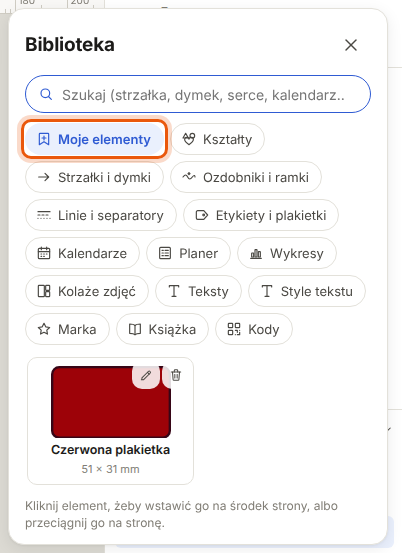 180 200
Biblioteka
Szukaj (strzałka, dymek, serce, kalendarz..
Moje elementy Kształty
Strzałki i dymki Ozdobniki i ramki
Linie i separatory Etykiety i plakietki
Kalendarze Planer Wykresy
Kolaże zdjęć Teksty Style tekstu
Marka Książka Kody
Czerwona plakietka
51 × 31 mm
Kliknij element, żeby wstawić go na środek strony, albo
przeciągnij go na stronę.